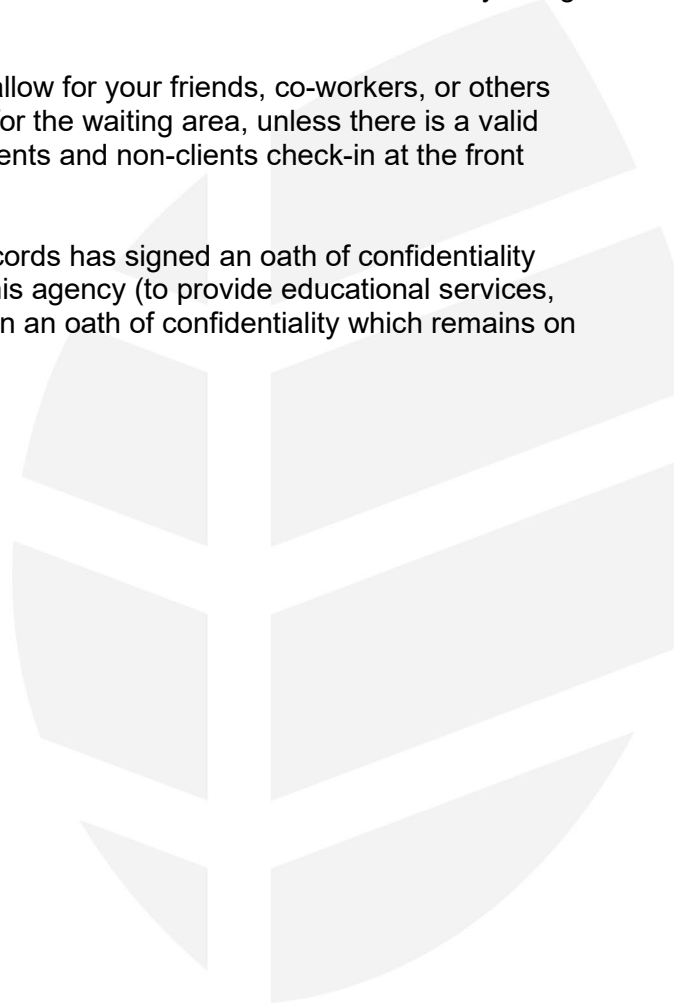 allow for your friends, co-workers, or others
or the waiting area, unless there is a valid
ents and non-clients check-in at the front
cords has signed an oath of confidentiality
is agency (to provide educational services,
n an oath of confidentiality which remains on